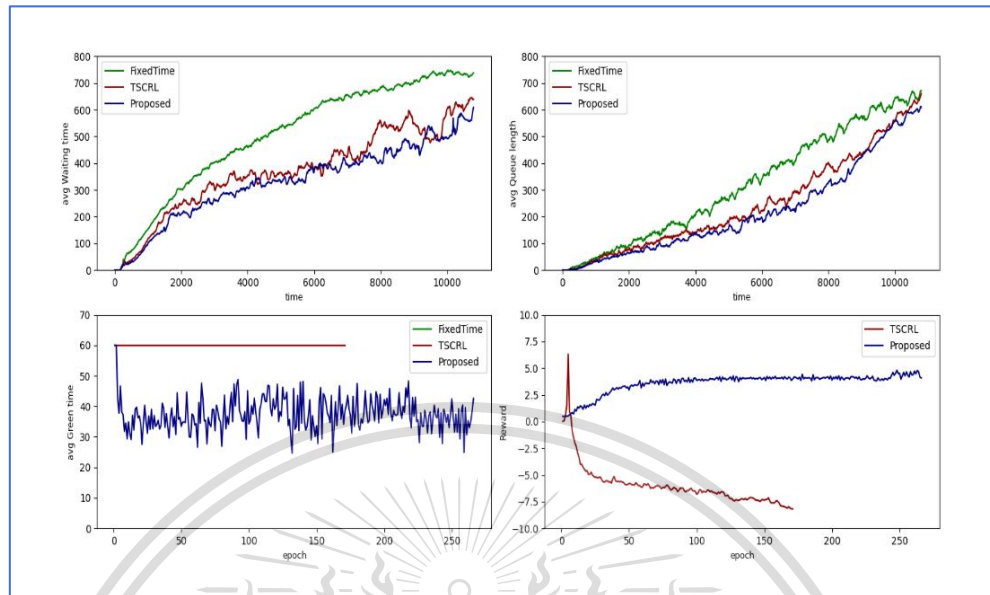 FixedTime
TSCRL
Proposed
avg Waiting time
800
700
600
500
400
300
200
100
0
0 2000 4000 6000 8000 10000
time
FixedTime
TSCRL
Proposed
avg Queue length
800
700
600
500
400
300
200
100
0
0 2000 4000 6000 8000 10000
time
FixedTime
TSCRL
Proposed
avg Green time
70
60
50
40
30
20
10
0
0 50 100 150 200 250
epoch
TSCRL
Proposed
Reward
10.0
7.5
5.0
2.5
0.0
−2.5
−5.0
−7.5
−10.0
0 50 100 150 200 250
epoch